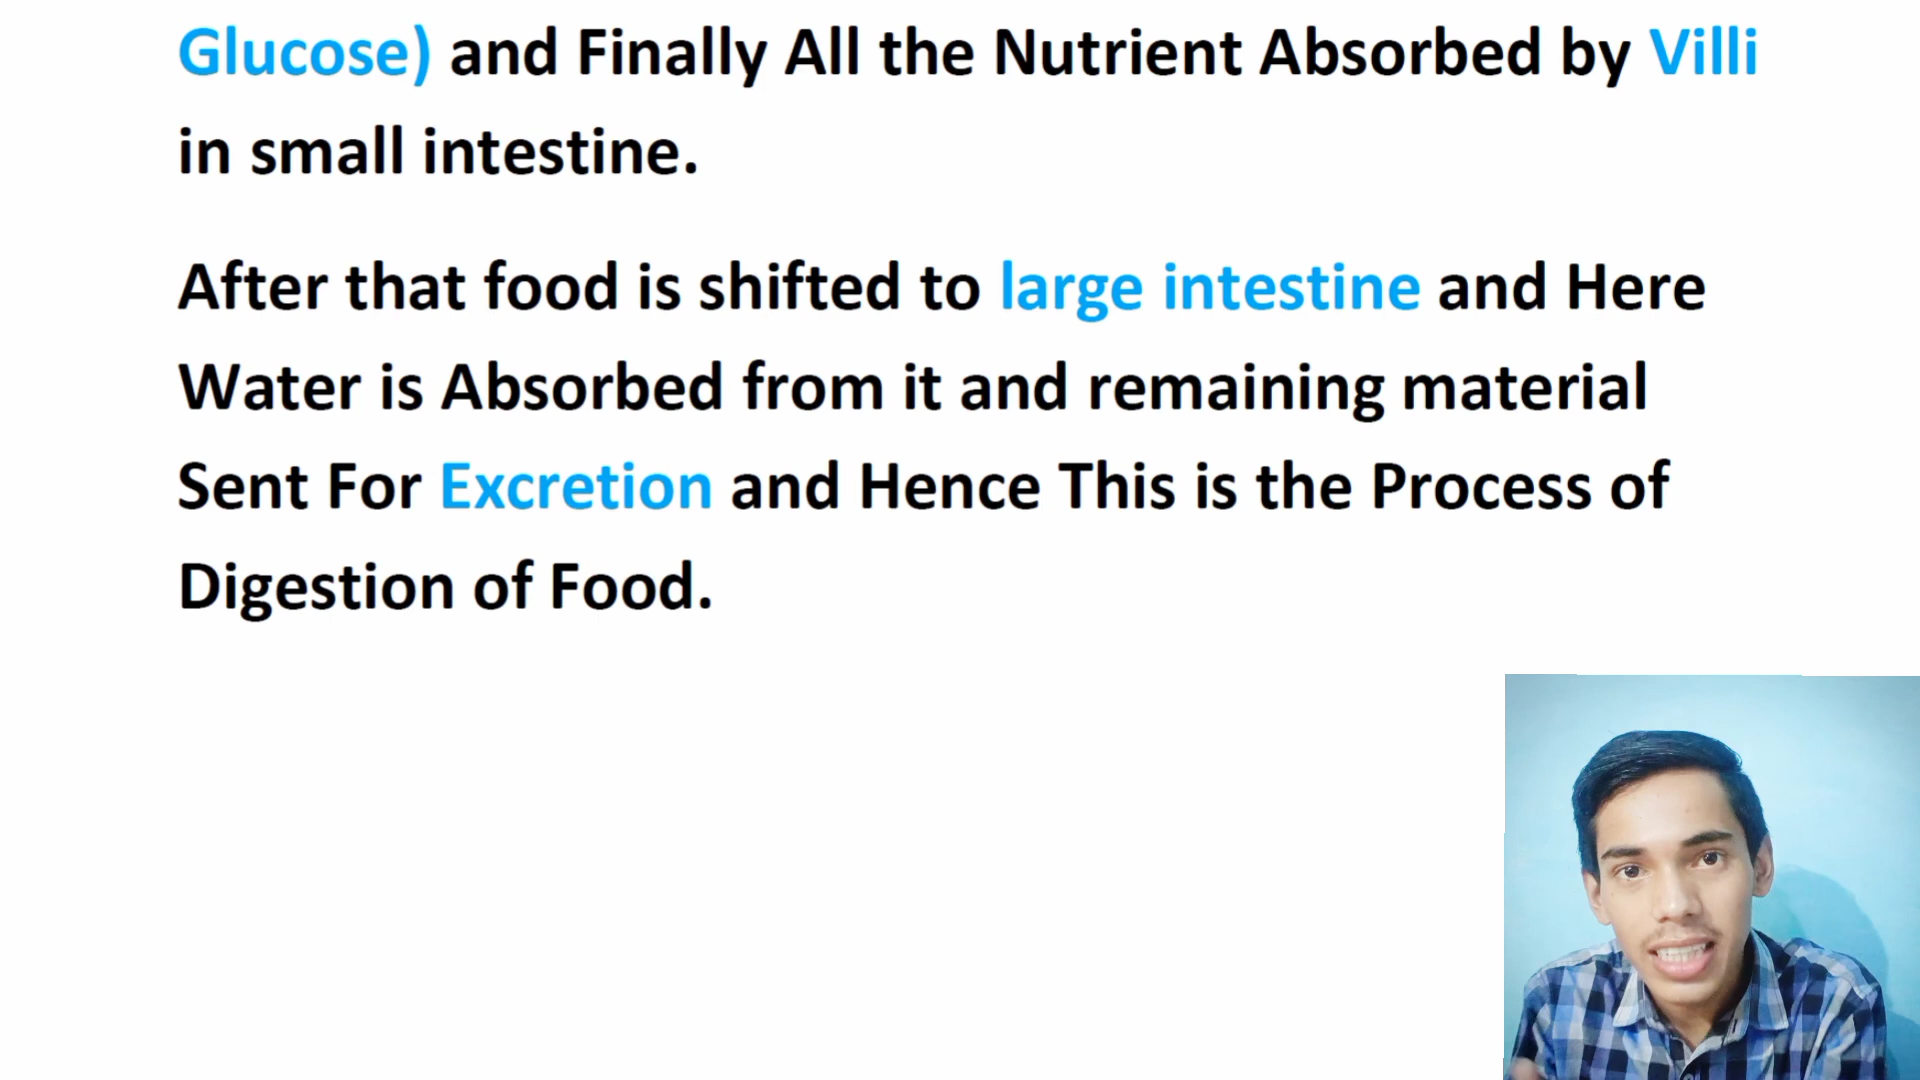 Glucose) and Finally All the Nutrient Absorbed by Villi
in small intestine.
After that food is shifted to large intestine and Here
Water is Absorbed from it and remaining material
Sent For Excretion and Hence This is the Process of
Digestion of Food.